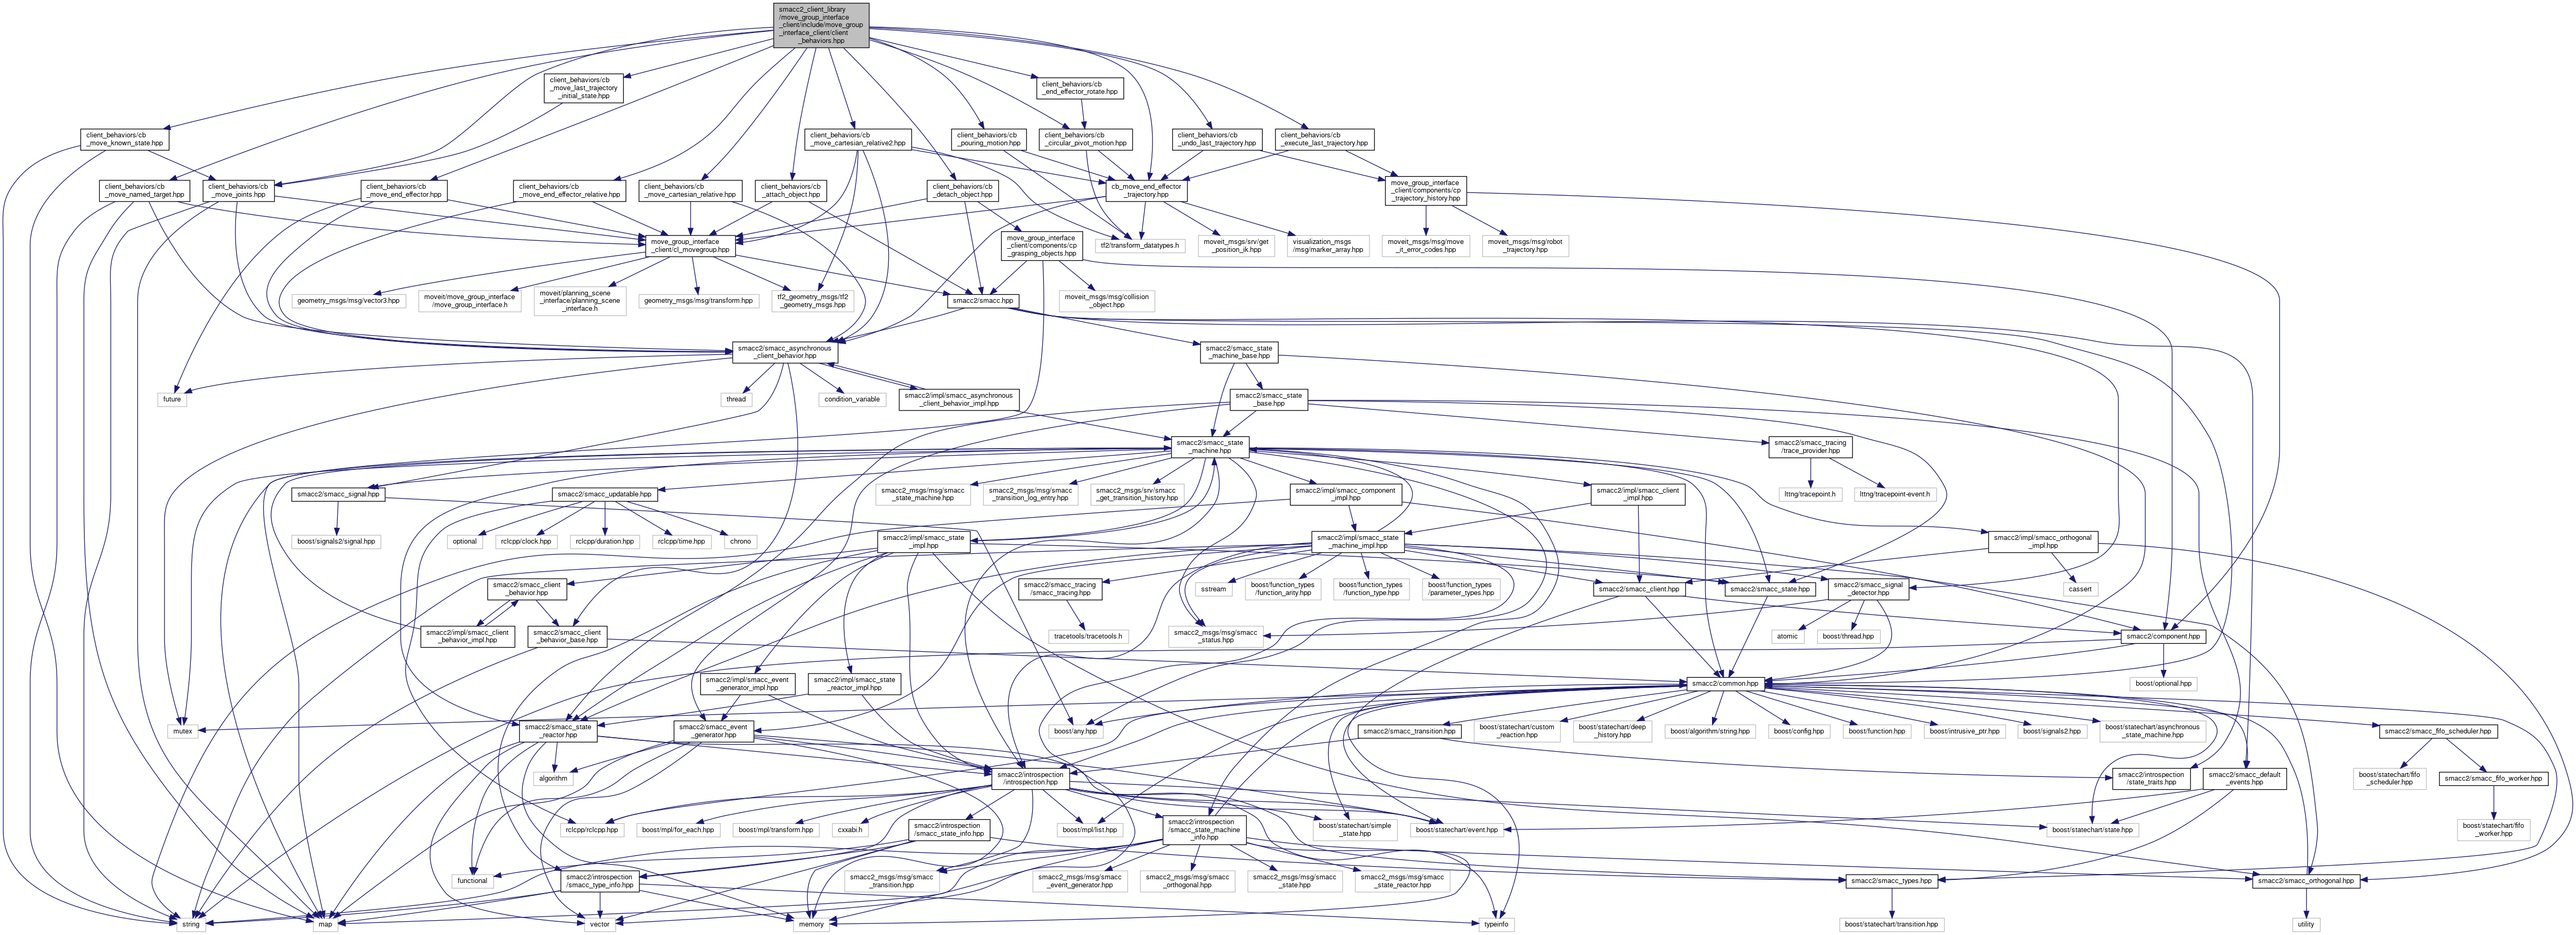 smacc2_client_library
/move_group_interface
_client/include/move_group
_interface_client/client
_behaviors.hpp
client_behaviors/cb
_move_last_trajectory
_initial_state.hpp
client_behaviors/cb
_end_effector_rotate.hpp
client_behaviors/cb
_move_known_state.hpp
client_behaviors/cb
_move_cartesian_relative2.hpp
client_behaviors/cb
_pouring_motion.hpp
client_behaviors/cb
_circular_pivot_motion.hpp
client_behaviors/cb
_undo_last_trajectory.hpp
client_behaviors/cb
_execute_last_trajectory.hpp
client_behaviors/cb
_move_named_target.hpp
client_behaviors/cb
_move_joints.hpp
client_behaviors/cb
_move_end_effector.hpp
client_behaviors/cb
_move_end_effector_relative.hpp
client_behaviors/cb
_move_cartesian_relative.hpp
client_behaviors/cb
_attach_object.hpp
client_behaviors/cb
_detach_object.hpp
cb_move_end_effector
_trajectory.hpp
move_group_interface
_client/components/cp
_trajectory_history.hpp
move_group_interface
_client/cl_movegroup.hpp
move_group_interface
_client/components/cp
_grasping_objects.hpp
tf2/transform_datatypes.h
moveit_msgs/srv/get
_position_ik.hpp
visualization_msgs
/msg/marker_array.hpp
moveit_msgs/msg/move
_it_error_codes.hpp
moveit_msgs/msg/robot
_trajectory.hpp
geometry_msgs/msg/vector3.hpp
moveit/move_group_interface
/move_group_interface.h
moveit/planning_scene
_interface/planning_scene
_interface.h
geometry_msgs/msg/transform.hpp
tf2_geometry_msgs/tf2
_geometry_msgs.hpp
smacc2/smacc.hpp
moveit_msgs/msg/collision
_object.hpp
smacc2/smacc_asynchronous
_client_behavior.hpp
smacc2/smacc_state
_machine_base.hpp
future
thread
condition_variable
smacc2/impl/smacc_asynchronous
_client_behavior_impl.hpp
smacc2/smacc_state
_base.hpp
smacc2/smacc_state
_machine.hpp
smacc2/smacc_tracing
/trace_provider.hpp
smacc2/smacc_signal.hpp
smacc2/smacc_updatable.hpp
smacc2_msgs/msg/smacc
_state_machine.hpp
smacc2_msgs/msg/smacc
_transition_log_entry.hpp
smacc2_msgs/srv/smacc
_get_transition_history.hpp
smacc2/impl/smacc_component
_impl.hpp
smacc2/impl/smacc_client
_impl.hpp
lttng/tracepoint.h
lttng/tracepoint-event.h
boost/signals2/signal.hpp
optional
rclcpp/clock.hpp
rclcpp/duration.hpp
rclcpp/time.hpp
chrono
smacc2/impl/smacc_state
_impl.hpp
smacc2/impl/smacc_state
_machine_impl.hpp
smacc2/impl/smacc_orthogonal
_impl.hpp
smacc2/smacc_client
_behavior.hpp
smacc2/smacc_tracing
/smacc_tracing.hpp
sstream
boost/function_types
/function_arity.hpp
boost/function_types
/function_type.hpp
boost/function_types
/parameter_types.hpp
smacc2/smacc_client.hpp
smacc2/smacc_state.hpp
smacc2/smacc_signal
_detector.hpp
cassert
smacc2/impl/smacc_client
_behavior_impl.hpp
smacc2/smacc_client
_behavior_base.hpp
tracetools/tracetools.h
smacc2_msgs/msg/smacc
_status.hpp
atomic
boost/thread.hpp
smacc2/component.hpp
smacc2/impl/smacc_event
_generator_impl.hpp
smacc2/impl/smacc_state
_reactor_impl.hpp
smacc2/common.hpp
boost/optional.hpp
mutex
smacc2/smacc_state
_reactor.hpp
smacc2/smacc_event
_generator.hpp
boost/any.hpp
smacc2/smacc_transition.hpp
boost/statechart/custom
_reaction.hpp
boost/statechart/deep
_history.hpp
boost/algorithm/string.hpp
boost/config.hpp
boost/function.hpp
boost/intrusive_ptr.hpp
boost/signals2.hpp
boost/statechart/asynchronous
_state_machine.hpp
smacc2/smacc_fifo_scheduler.hpp
algorithm
smacc2/introspection
/introspection.hpp
smacc2/introspection
/state_traits.hpp
smacc2/smacc_default
_events.hpp
boost/statechart/fifo
_scheduler.hpp
smacc2/smacc_fifo_worker.hpp
rclcpp/rclcpp.hpp
boost/mpl/for_each.hpp
boost/mpl/transform.hpp
cxxabi.h
smacc2/introspection
/smacc_state_info.hpp
boost/mpl/list.hpp
smacc2/introspection
/smacc_state_machine
_info.hpp
boost/statechart/simple
_state.hpp
boost/statechart/event.hpp
boost/statechart/state.hpp
boost/statechart/fifo
_worker.hpp
functional
smacc2/introspection
/smacc_type_info.hpp
smacc2_msgs/msg/smacc
_transition.hpp
smacc2_msgs/msg/smacc
_event_generator.hpp
smacc2_msgs/msg/smacc
_orthogonal.hpp
smacc2_msgs/msg/smacc
_state.hpp
smacc2_msgs/msg/smacc
_state_reactor.hpp
smacc2/smacc_types.hpp
smacc2/smacc_orthogonal.hpp
string
map
vector
memory
typeinfo
boost/statechart/transition.hpp
utility